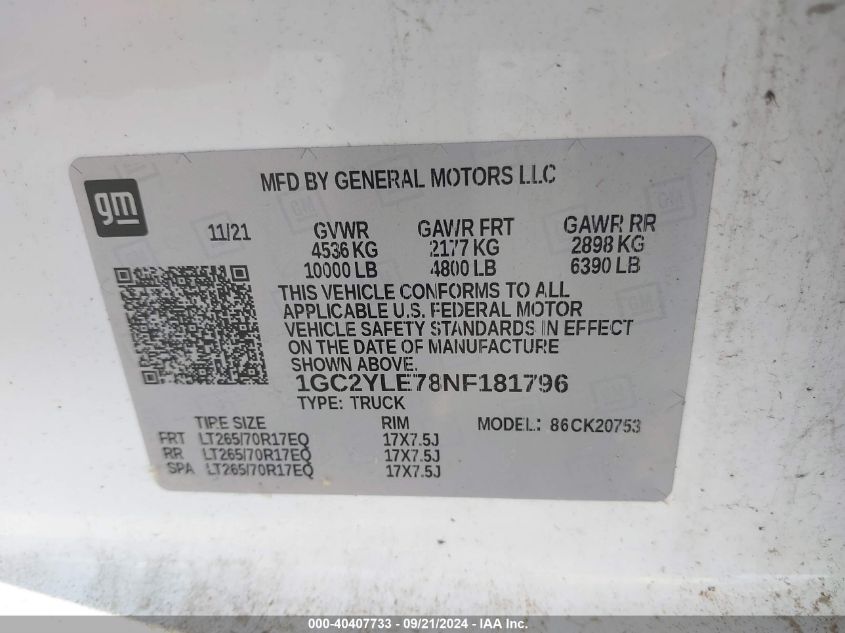 gm
MFD BY GENERAL MOTORS LLC
11/21 GVWR GAWR FRT GAWR RR
4536 KG 2177 KG 2898 KG
10000 LB 4800 LB 6390 LB
THIS VEHICLE CONFORMS TO ALL
APPLICABLE U.S. FEDERAL MOTOR
VEHICLE SAFETY STANDARDS IN EFFECT
ON THE DATE OF MANUFACTURE
SHOWN ABOVE.
1GC2YLE78NF181796
TYPE: TRUCK
TIRE SIZE RIM MODEL: 86CK20753
FRT LT265/70R17EQ 17X7.5J
RR LT265/70R17EQ 17X7.5J
SPA LT265/70R17EQ 17X7.5J
000-40407733 - 09/21/2024 - IAA, Inc.